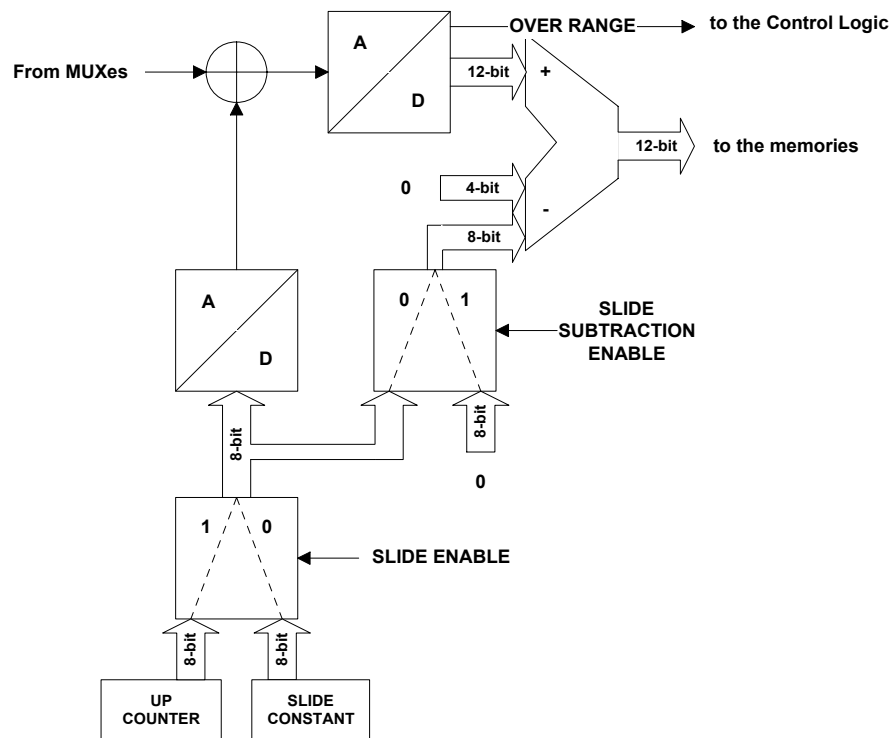 OVER RANGE
to the Control Logic
A
D
From MUXes
12-bit
+
12-bit
to the memories
0
4-bit
-
8-bit
A
D
0 1
SLIDE
SUBTRACTION
ENABLE
8-bit
8-bit
0
1 0
SLIDE ENABLE
8-bit
8-bit
UP
COUNTER
SLIDE
CONSTANT